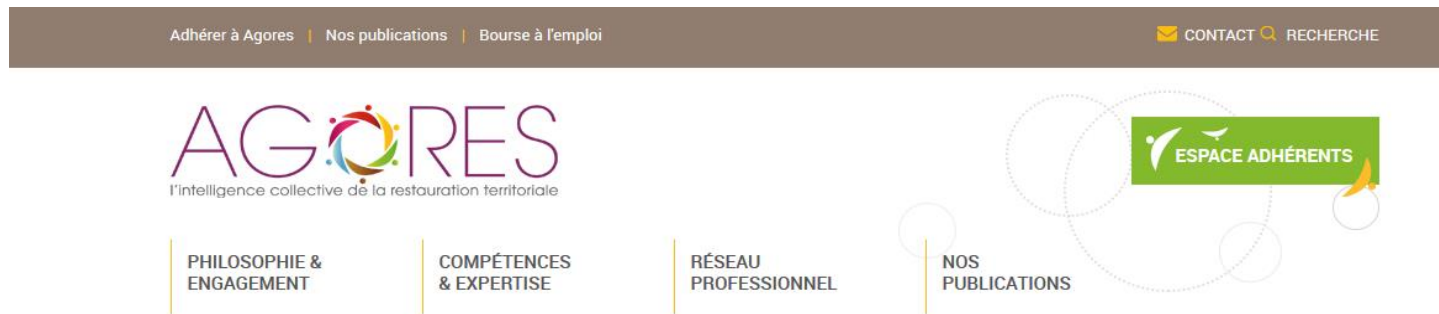 Adhérer à Agores | Nos publications | Bourse à l'emploi
CONTACT RECHERCHE
AGORES
l'intelligence collective de la restauration territoriale
ESPACE ADHÉRENTS
PHILOSOPHIE &
ENGAGEMENT
COMPÉTENCES
& EXPERTISE
RÉSEAU
PROFESSIONNEL
NOS
PUBLICATIONS